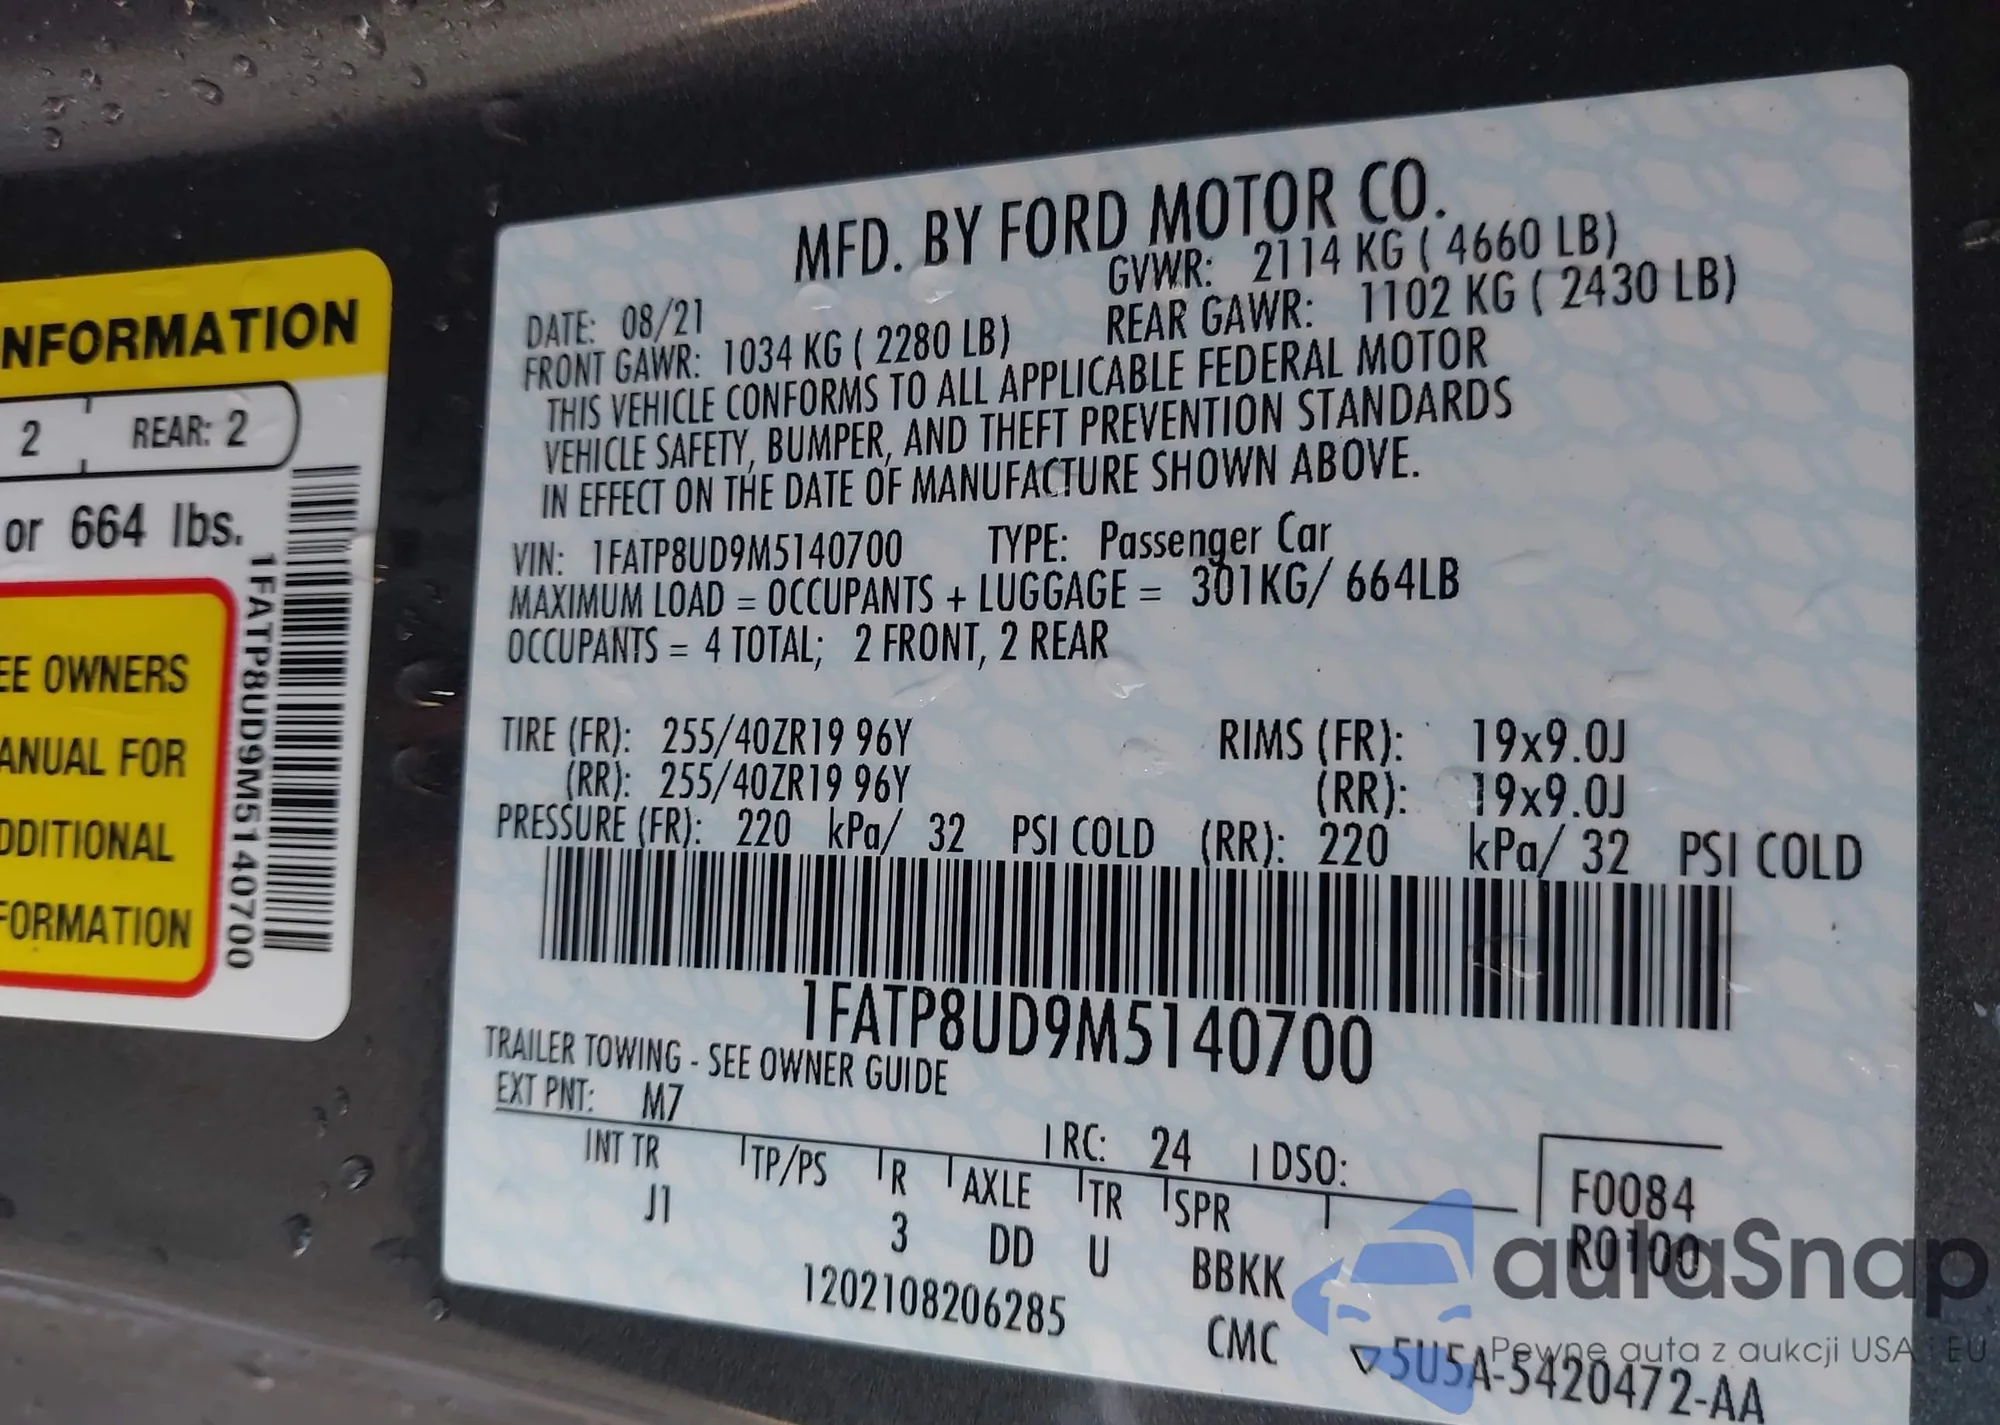 NFORMATION
2 REAR: 2
or 664 lbs.
EE OWNERS
ANUAL FOR
DDITIONAL
FORMATION
1FATP8UD9M5140700
MFD. BY FORD MOTOR CO.
DATE: 08/21 GVWR: 2114 KG ( 4660 LB)
FRONT GAWR: 1034 KG ( 2280 LB) REAR GAWR: 1102 KG ( 2430 LB)
THIS VEHICLE CONFORMS TO ALL APPLICABLE FEDERAL MOTOR
VEHICLE SAFETY, BUMPER, AND THEFT PREVENTION STANDARDS
IN EFFECT ON THE DATE OF MANUFACTURE SHOWN ABOVE.
VIN: 1FATP8UD9M5140700 TYPE: Passenger Car
MAXIMUM LOAD = OCCUPANTS + LUGGAGE = 301KG/ 664LB
OCCUPANTS = 4 TOTAL; 2 FRONT, 2 REAR
TIRE (FR): 255/40ZR19 96Y RIMS (FR): 19x9.0J
(RR): 255/40ZR19 96Y (RR): 19x9.0J
PRESSURE (FR): 220 kPa/ 32 PSI COLD (RR): 220 kPa/ 32 PSI COLD
1FATP8UD9M5140700
TRAILER TOWING - SEE OWNER GUIDE
EXT PNT: M7 RC: 24 DSO:
INT TR TP/PS R AXLE TR SPR
J1 3 DD U BBKK
F0084
R0100
1202108206285 CMC
5U5A-5420472-AA
autaSnap
Pewne auta z aukcji USA i EU